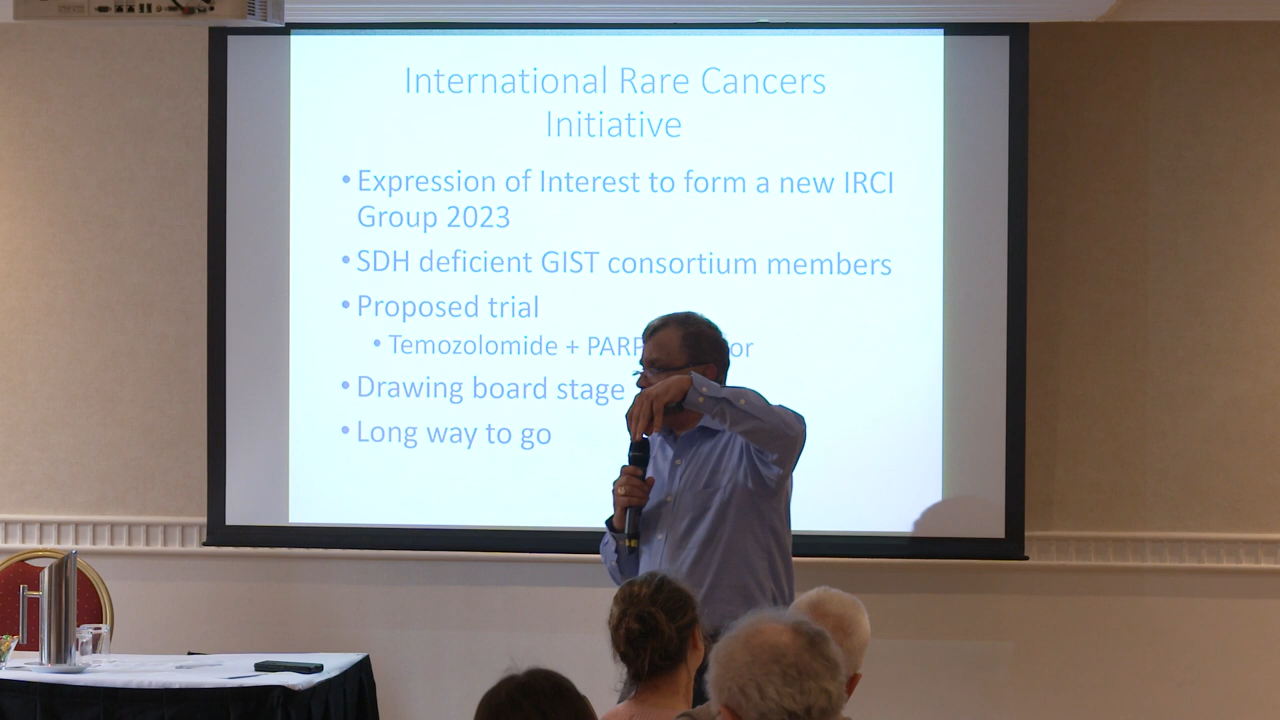 International Rare Cancers
Initiative
• Expression of Interest to form a new IRCI
Group 2023
• SDH deficient GIST consortium members
• Proposed trial
• Temozolomide + PARP or
• Drawing board stage
• Long way to go